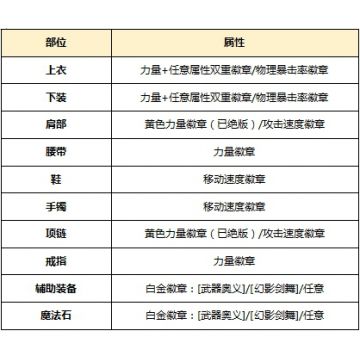 部位 属性
上衣 力量+任意属性双重徽章/物理暴击率徽章
下装 力量+任意属性双重徽章/物理暴击率徽章
肩部 黄色力量徽章（已绝版）/攻击速度徽章
腰带 力量徽章
鞋 移动速度徽章
手镯 移动速度徽章
项链 黄色力量徽章（已绝版）/攻击速度徽章
戒指 力量徽章
辅助装备 白金徽章：[武器奥义]/[幻影剑舞]/任意
魔法石 白金徽章：[武器奥义]/[幻影剑舞]/任意